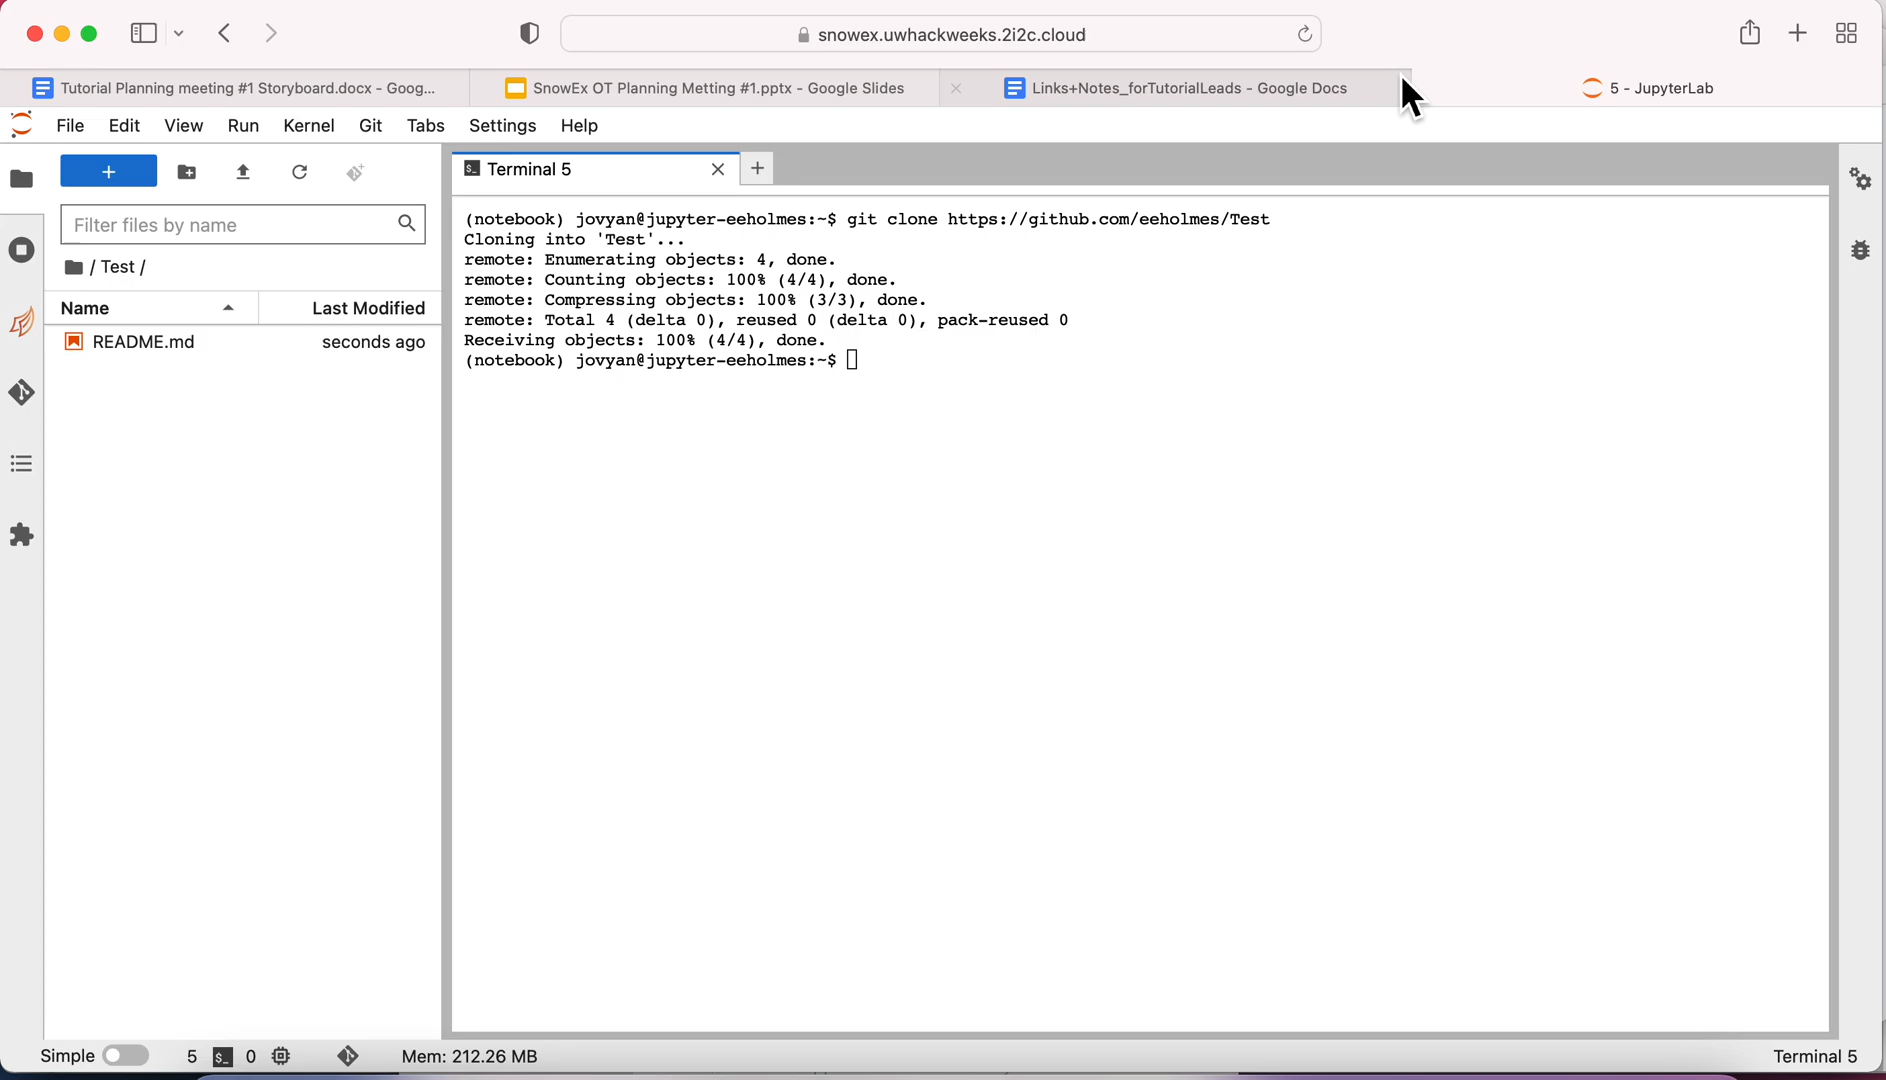 snowex.uwhackweeks.2i2c.cloud
Tutorial Planning meeting #1 Storyboard.docx - Goog...
SnowEx OT Planning Metting #1.pptx - Google Slides
Links+Notes_forTutorialLeads - Google Docs
5 - JupyterLab
File Edit View Run Kernel Git Tabs Settings Help
Terminal 5
Filter files by name
/ Test /
Name Last Modified
README.md seconds ago
(notebook) jovyan@jupyter-eeholmes:~$ git clone https://github.com/eeholmes/Test
Cloning into 'Test'...
remote: Enumerating objects: 4, done.
remote: Counting objects: 100% (4/4), done.
remote: Compressing objects: 100% (3/3), done.
remote: Total 4 (delta 0), reused 0 (delta 0), pack-reused 0
Receiving objects: 100% (4/4), done.
(notebook) jovyan@jupyter-eeholmes:~$
Simple 5 $_ 0 Mem: 212.26 MB Terminal 5